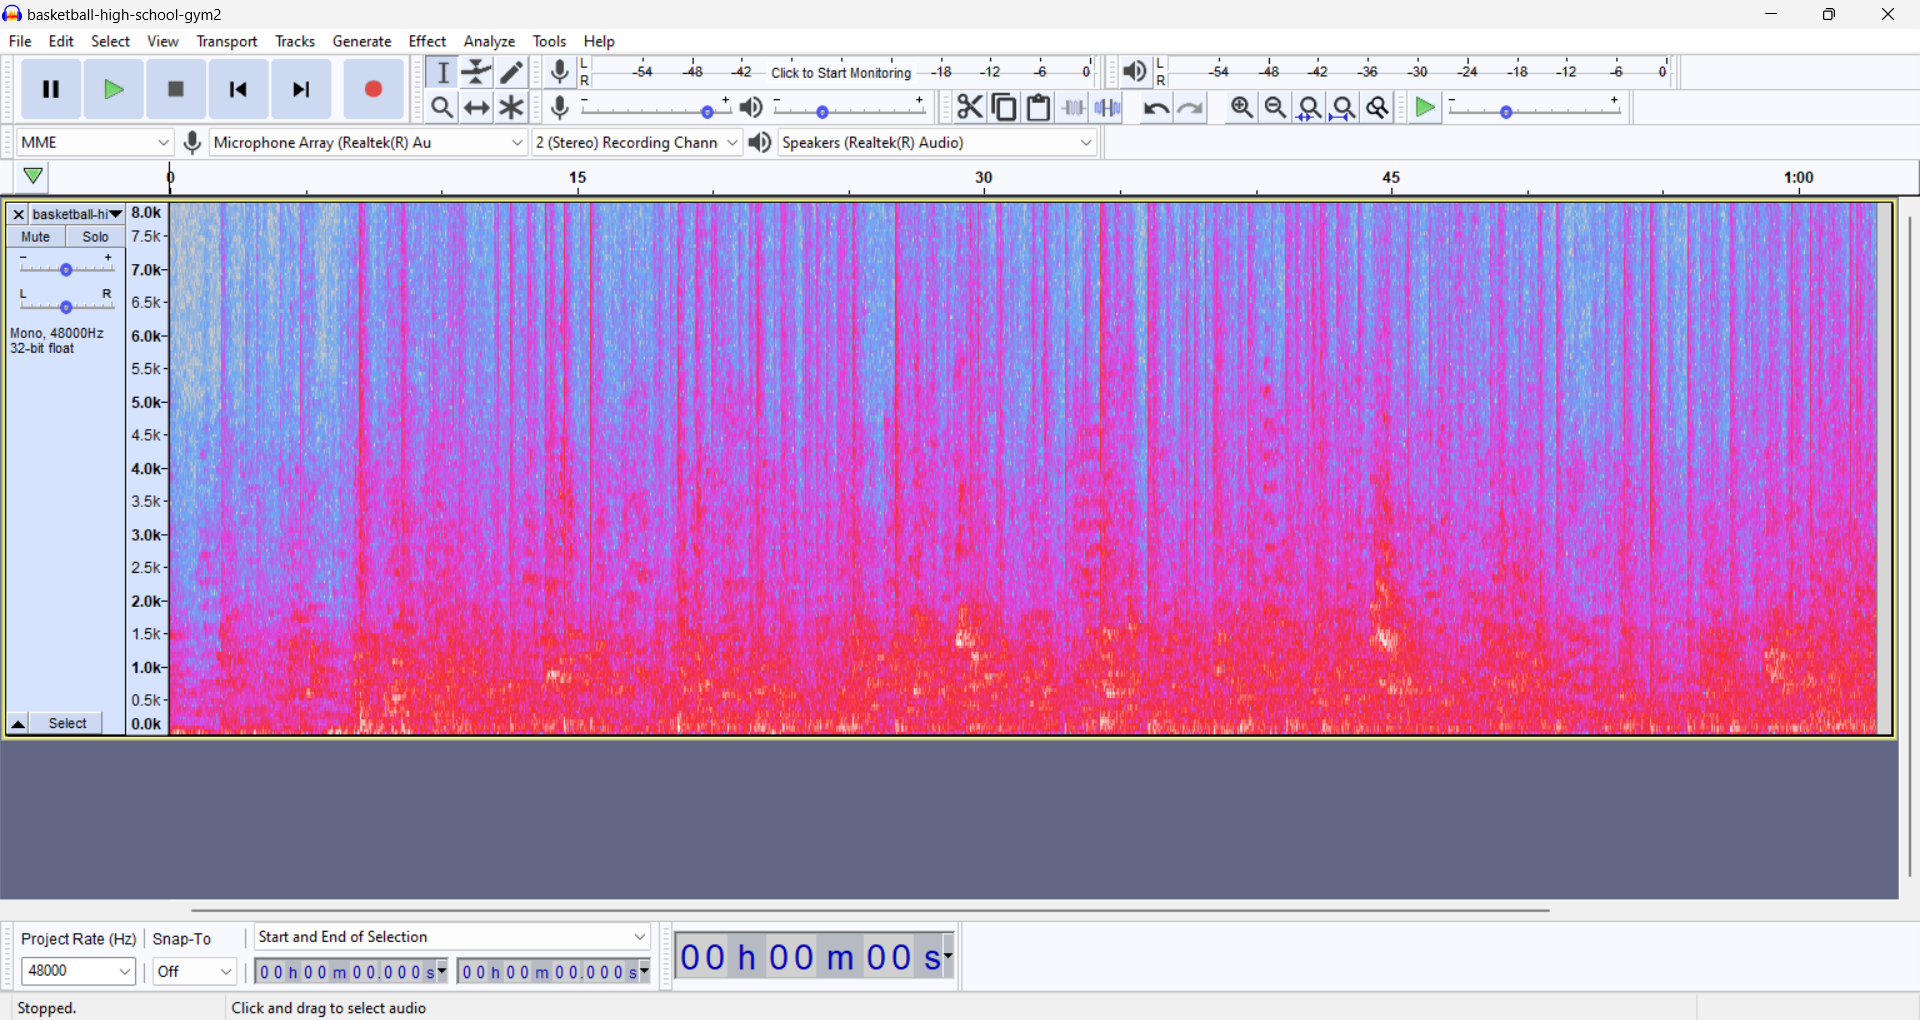 basketball-high-school-gym2
File Edit Select View Transport Tracks Generate Effect Analyze Tools Help
L
R
-54 -48 -42 Click to Start Monitoring -18 -12 -6 0
L
R
-54 -48 -42 -36 -30 -24 -18 -12 -6 0
- +
- +
- +
MME
Microphone Array (Realtek(R) Au
2 (Stereo) Recording Chann
Speakers (Realtek(R) Audio)
0 15 30 45 1:00
basketball-hi
Mute Solo
- +
L R
Mono, 48000Hz
32-bit float
Select
8.0k
7.5k
7.0k
6.5k
6.0k
5.5k
5.0k
4.5k
4.0k
3.5k
3.0k
2.5k
2.0k
1.5k
1.0k
0.5k
0.0k
Project Rate (Hz) Snap-To Start and End of Selection
48000 Off 00 h 00 m 00.000 s 00 h 00 m 00.000 s
00 h 00 m 00 s
Stopped. Click and drag to select audio